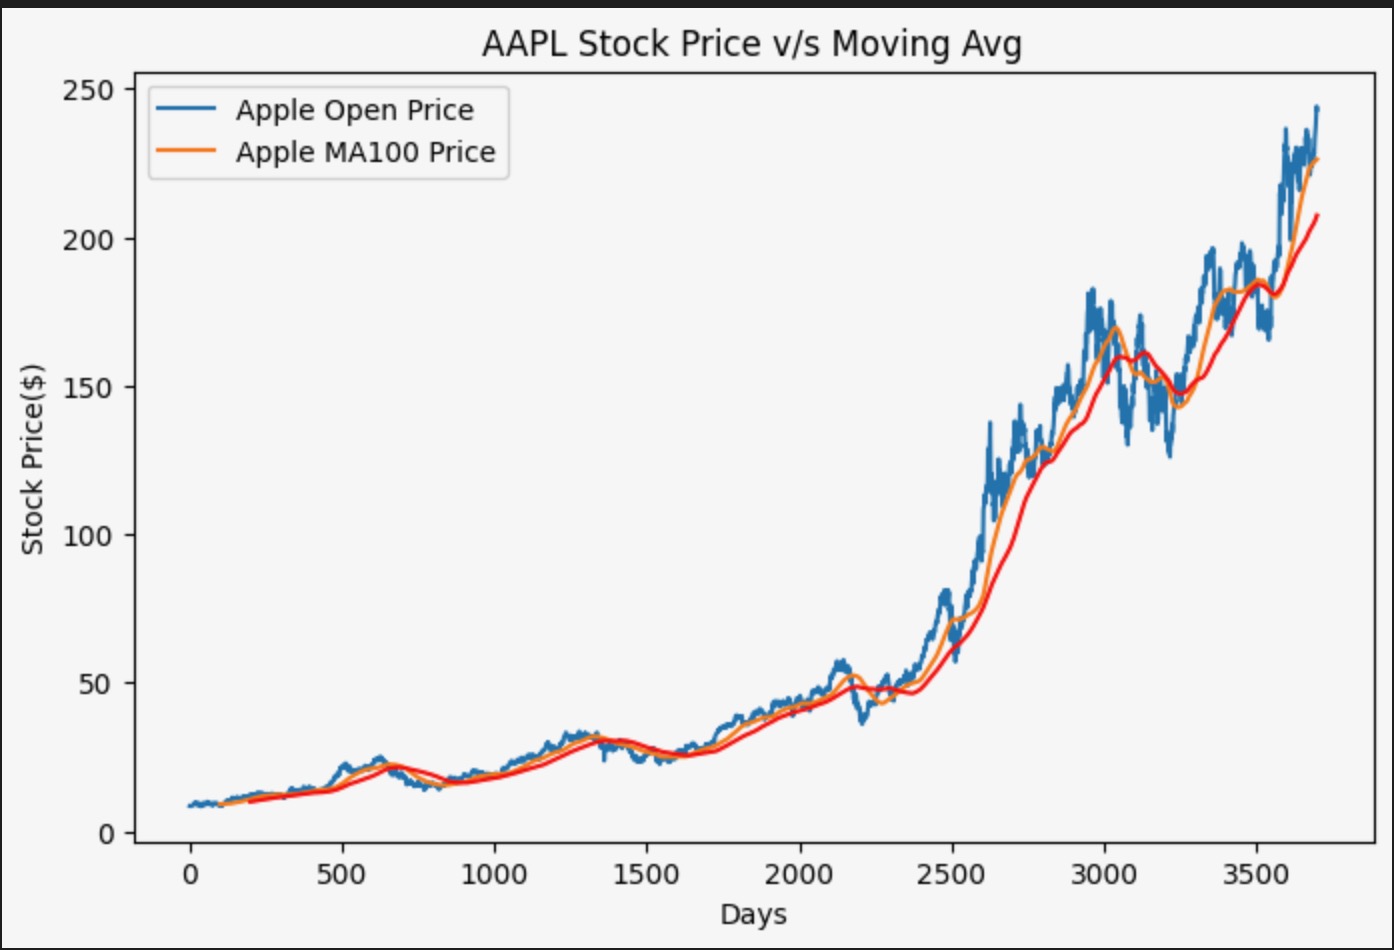 AAPL Stock Price v/s Moving Avg
Apple Open Price
Apple MA100 Price
250
200
150
100
50
0
Stock Price($)
0 500 1000 1500 2000 2500 3000 3500
Days